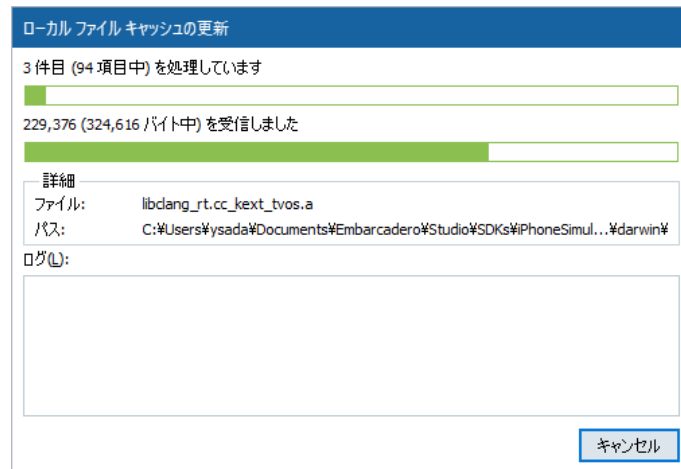 ローカル ファイル キャッシュの更新
3 件目 (94 項目中) を処理しています
229,376 (324,616 バイト中) を受信しました
詳細
ファイル: libclang_rt.cc_kext_tvos.a
パス: C:¥Users¥ysada¥Documents¥Embarcadero¥Studio¥SDKs¥iPhoneSimul...¥darwin¥
ログ(L):
キャンセル